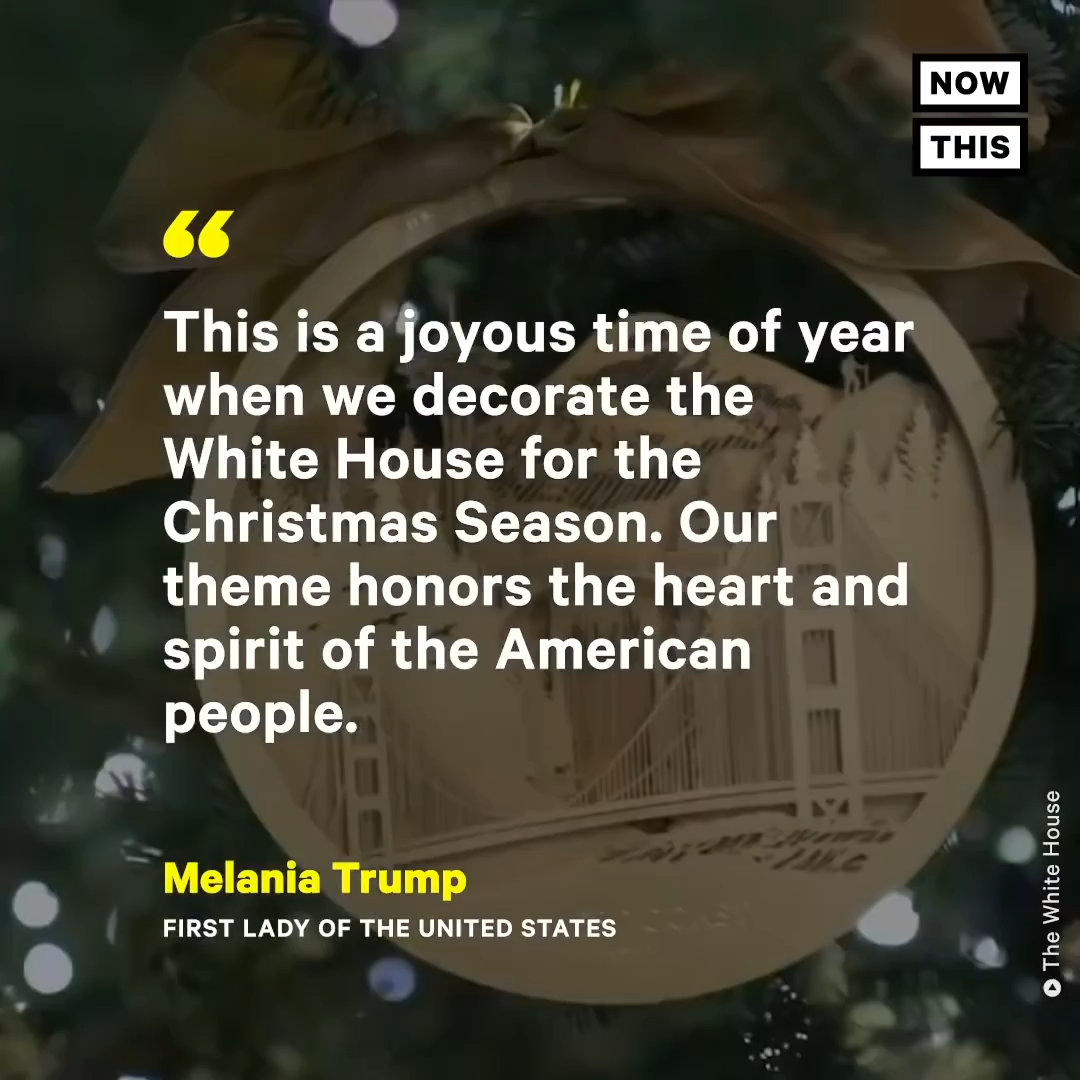 NOW
THIS
“
This is a joyous time of year
when we decorate the
White House for the
Christmas Season. Our
theme honors the heart and
spirit of the American
people.
Melania Trump
FIRST LADY OF THE UNITED STATES
The White House